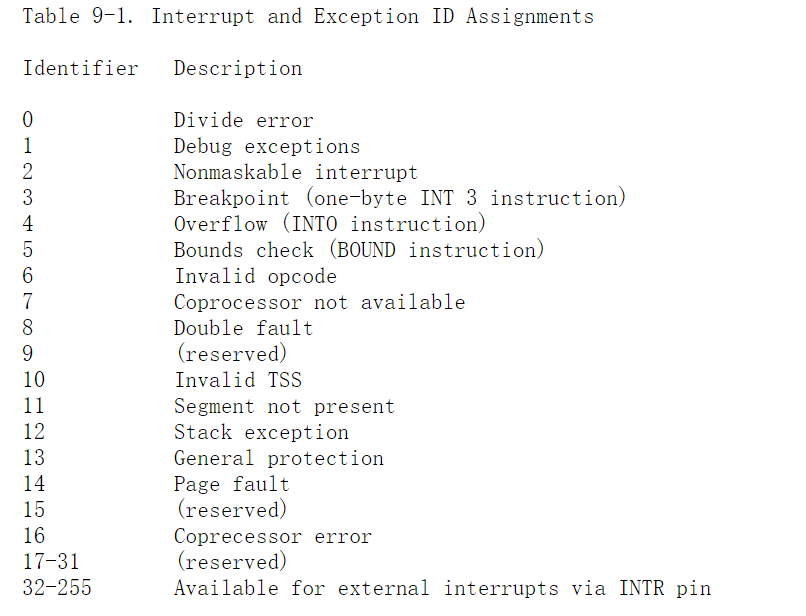 Table 9-1. Interrupt and Exception ID Assignments
Identifier Description
0 Divide error
1 Debug exceptions
2 Nonmaskable interrupt
3 Breakpoint (one-byte INT 3 instruction)
4 Overflow (INTO instruction)
5 Bounds check (BOUND instruction)
6 Invalid opcode
7 Coprocessor not available
8 Double fault
9 (reserved)
10 Invalid TSS
11 Segment not present
12 Stack exception
13 General protection
14 Page fault
15 (reserved)
16 Coprecessor error
17-31 (reserved)
32-255 Available for external interrupts via INTR pin